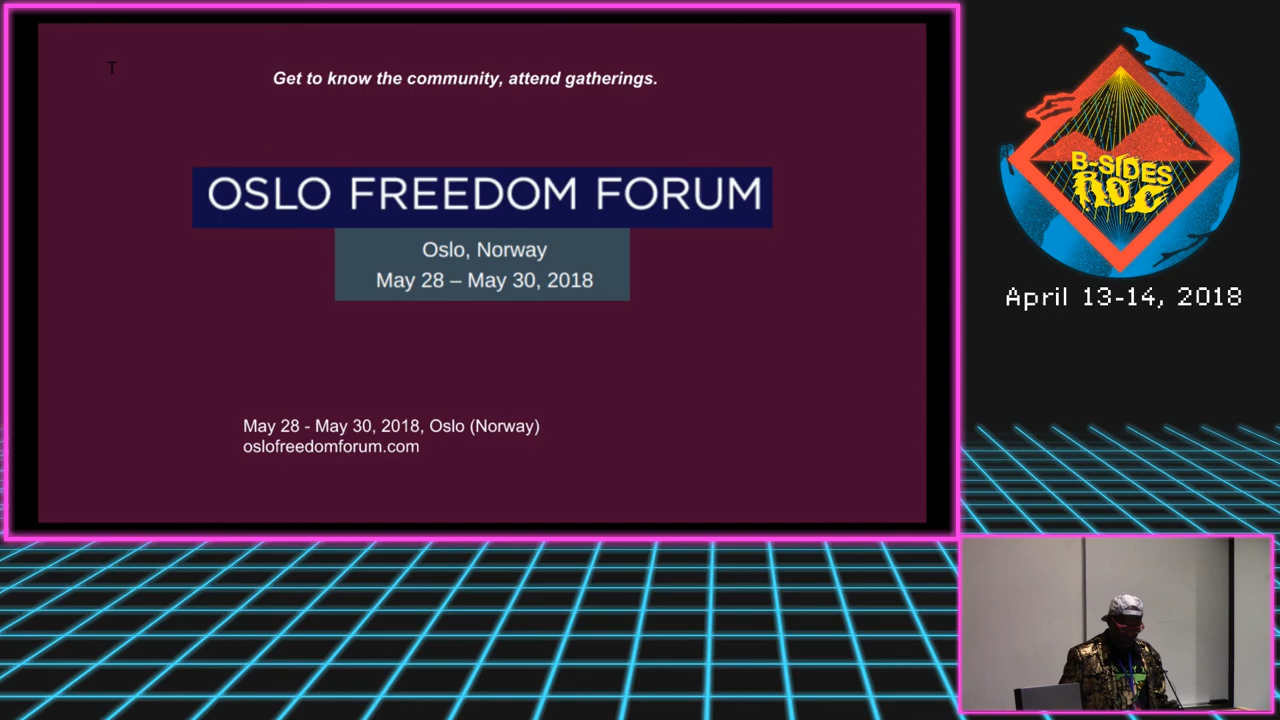 T
Get to know the community, attend gatherings.
OSLO FREEDOM FORUM
Oslo, Norway
May 28 – May 30, 2018
May 28 - May 30, 2018, Oslo (Norway)
oslofreedomforum.com
B-SIDES
ROC
April 13-14, 2018